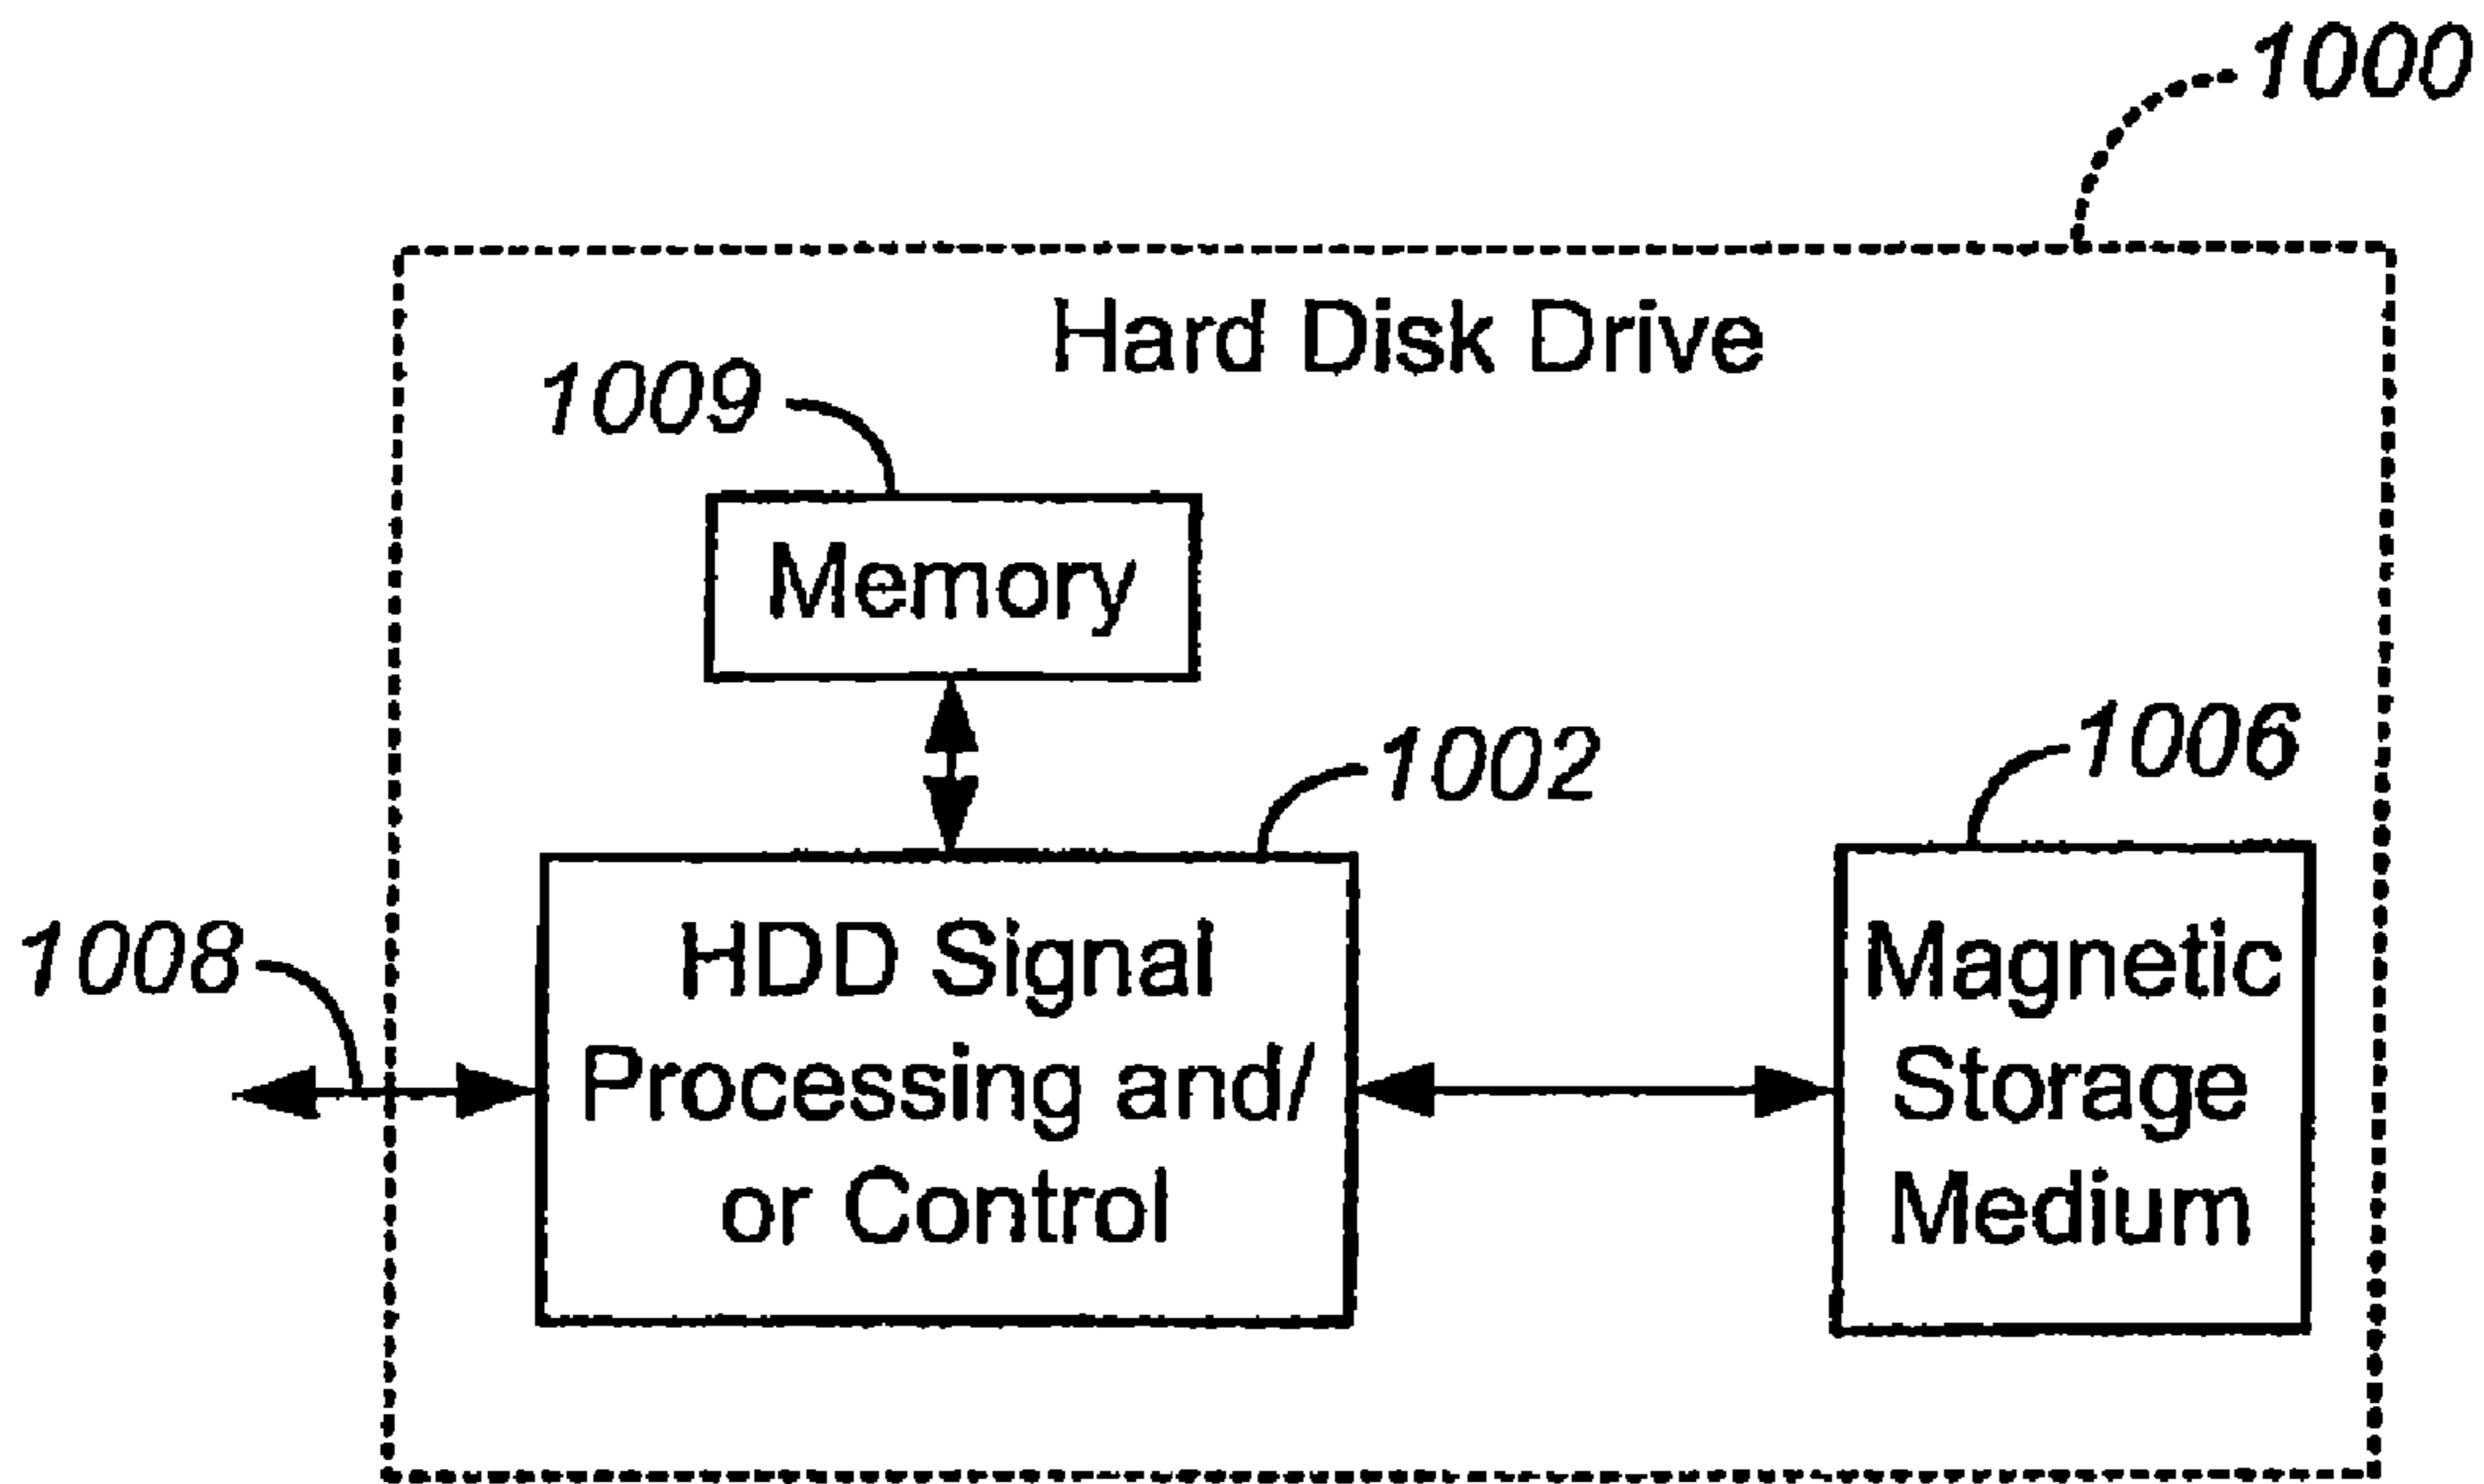 1000
Hard Disk Drive
1009
Memory
1002
1006
1008
HDD Signal
Processing and/
or Control
Magnetic
Storage
Medium